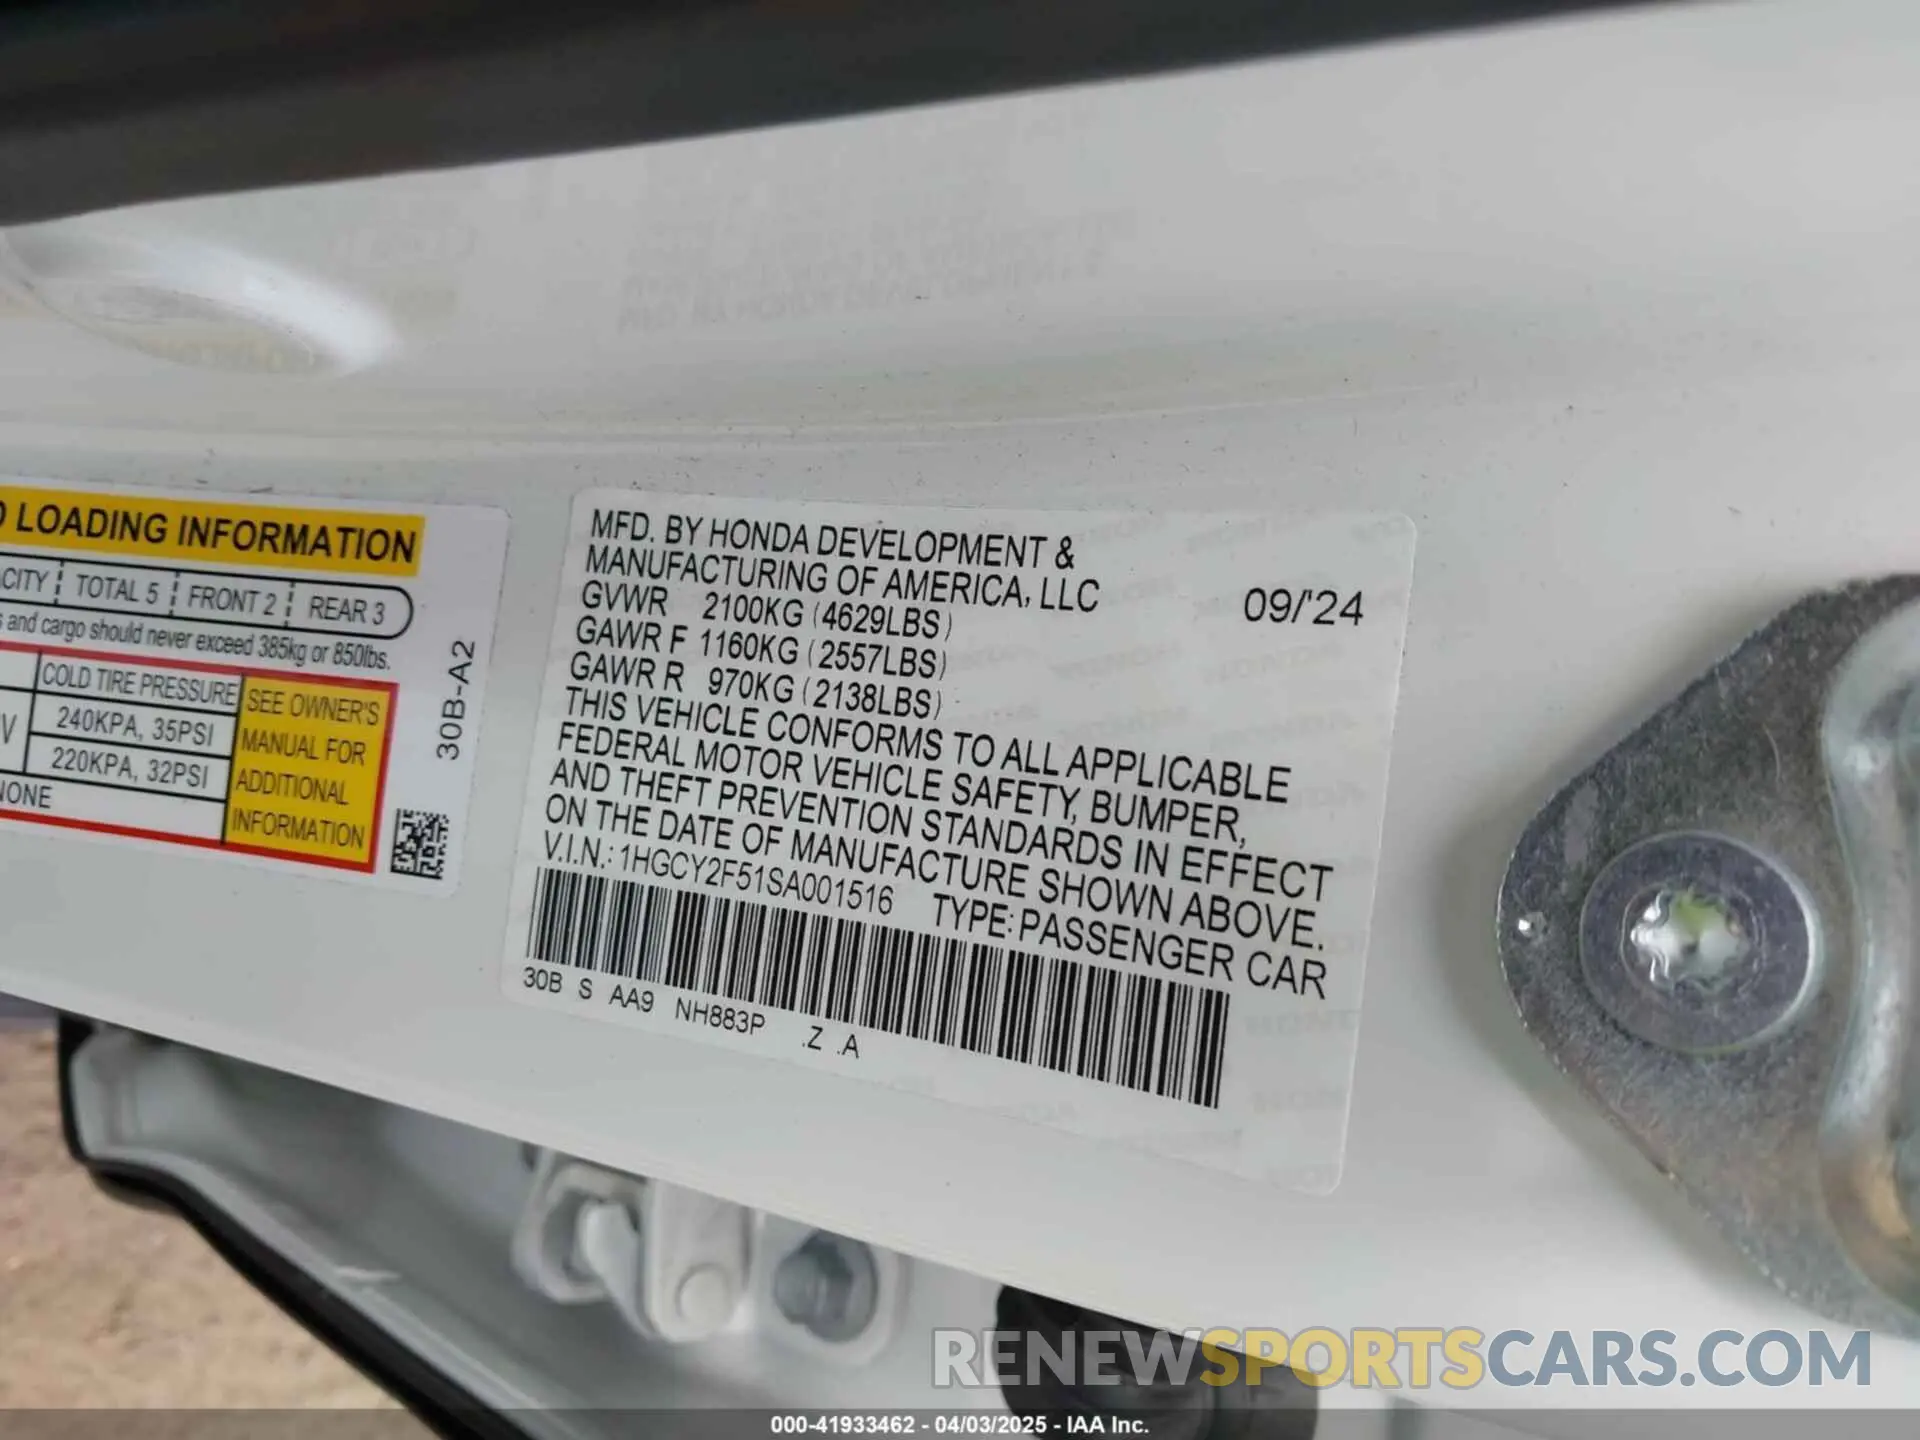 LOADING INFORMATION
CITY TOTAL 5 FRONT 2 REAR 3
and cargo should never exceed 385kg or 850lbs.
COLD TIRE PRESSURE
240KPA, 35PSI
220KPA, 32PSI
NONE
SEE OWNER'S
MANUAL FOR
ADDITIONAL
INFORMATION
30B-A2
MFD. BY HONDA DEVELOPMENT &
MANUFACTURING OF AMERICA, LLC 09/'24
GVWR 2100KG (4629LBS)
GAWR F 1160KG (2557LBS)
GAWR R 970KG (2138LBS)
THIS VEHICLE CONFORMS TO ALL APPLICABLE
FEDERAL MOTOR VEHICLE SAFETY, BUMPER,
AND THEFT PREVENTION STANDARDS IN EFFECT
ON THE DATE OF MANUFACTURE SHOWN ABOVE.
V.I.N.: 1HGCY2F51SA001516 TYPE: PASSENGER CAR
30B S AA9 NH883P .Z .A
RENEWSPORTSCARS.COM
000-41933462 - 04/03/2025 - IAA Inc.